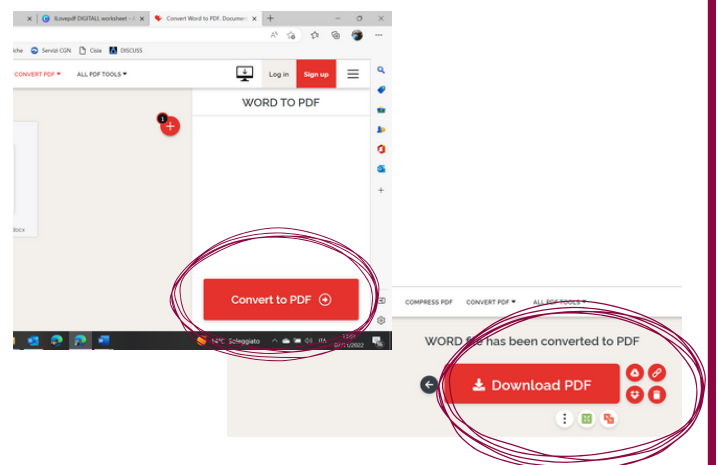 iLovepdf DIGITALL worksheet -
Convert Word to PDF. Documen
Servizi CGN Cisia DISCUSS
CONVERT PDF ALL PDF TOOLS Log in Sign up
WORD TO PDF
1
docx
Convert to PDF
14°C Soleggiato ITA
COMPRESS PDF CONVERT PDF ALL PDF TOOLS
WORD file has been converted to PDF
Download PDF